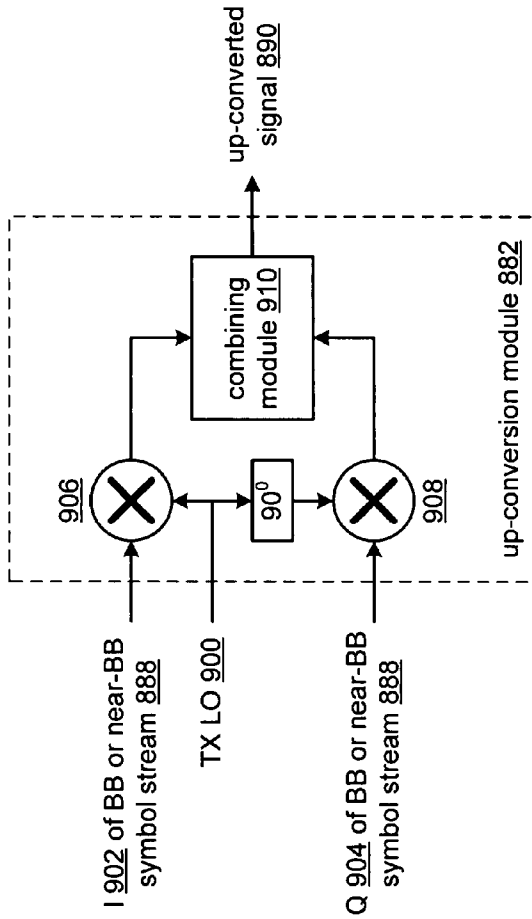 I 902 of BB or near-BB
symbol stream 888
TX LO 900
Q 904 of BB or near-BB
symbol stream 888
906
90⁰
908
combining
module 910
up-conversion module 882
up-converted
signal 890